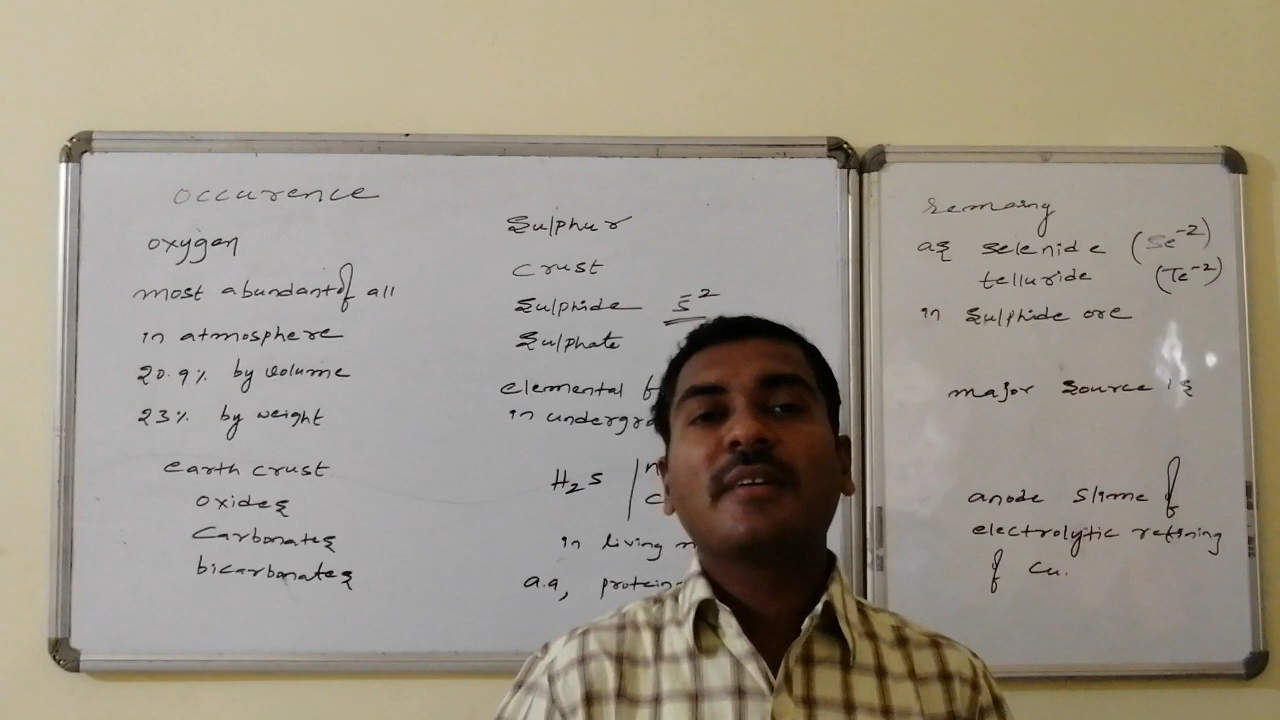 occurence
oxygen
most abundant of all
in atmosphere
20.9% by volume
23% by weight
earth crust
oxides
Carbonates
bicarbonates
Sulphur
crust
Sulphide S²
Sulphate
elemental
in
H₂S
in living
a.a, protein
remaing
as selenide (Se⁻²)
telluride (Te⁻²)
in sulphide ore
major source is
anode slime of
electrolytic refining
of Cu.